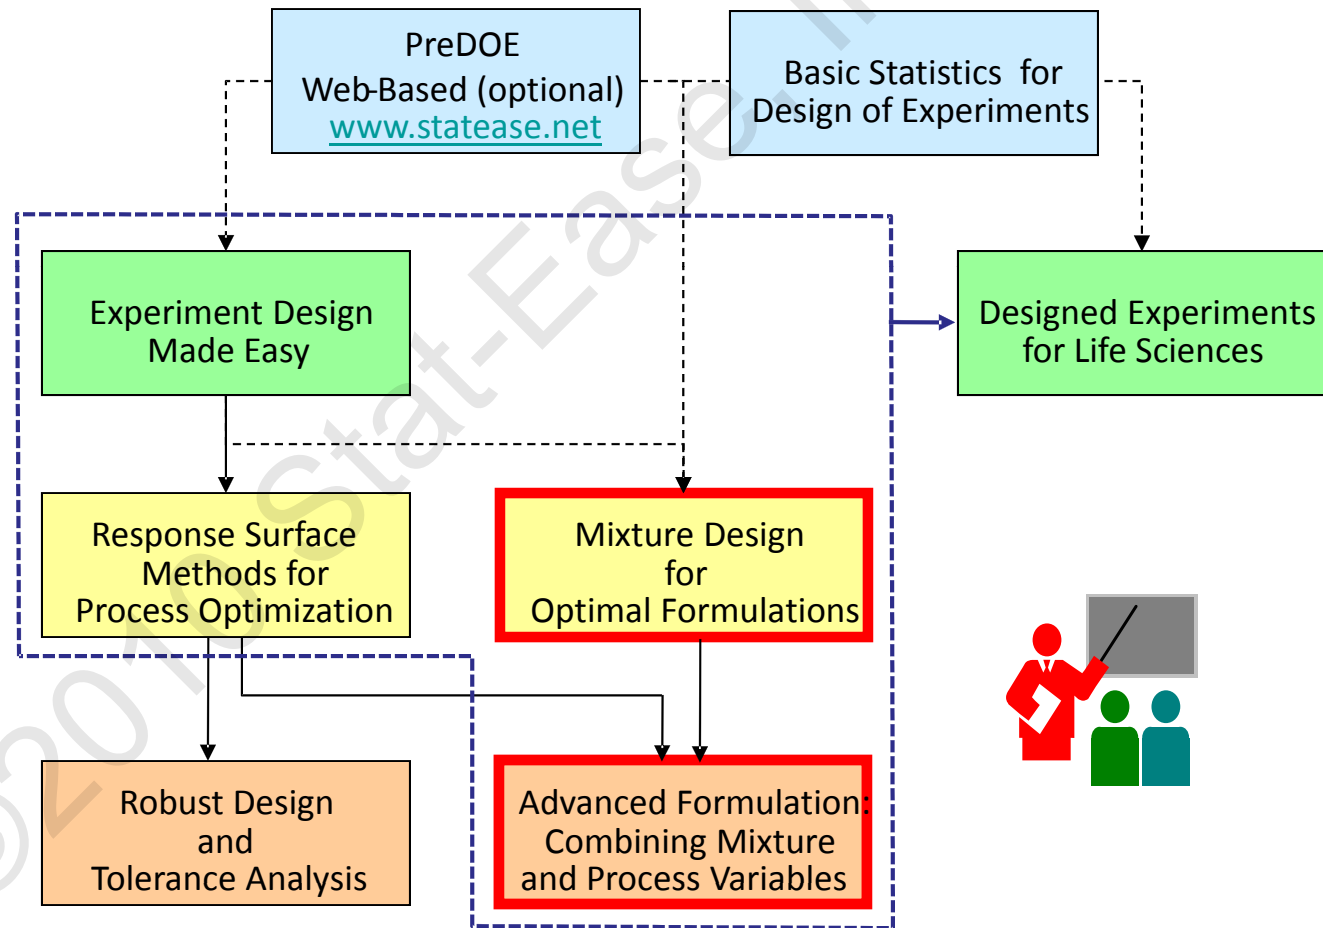 PreDOE
Web-Based (optional)
www.statease.net
Basic Statistics for
Design of Experiments
Experiment Design
Made Easy
Designed Experiments
for Life Sciences
Response Surface
Methods for
Process Optimization
Mixture Design
for
Optimal Formulations
Robust Design
and
Tolerance Analysis
Advanced Formulation:
Combining Mixture
and Process Variables
©2010 Stat-Ease, I